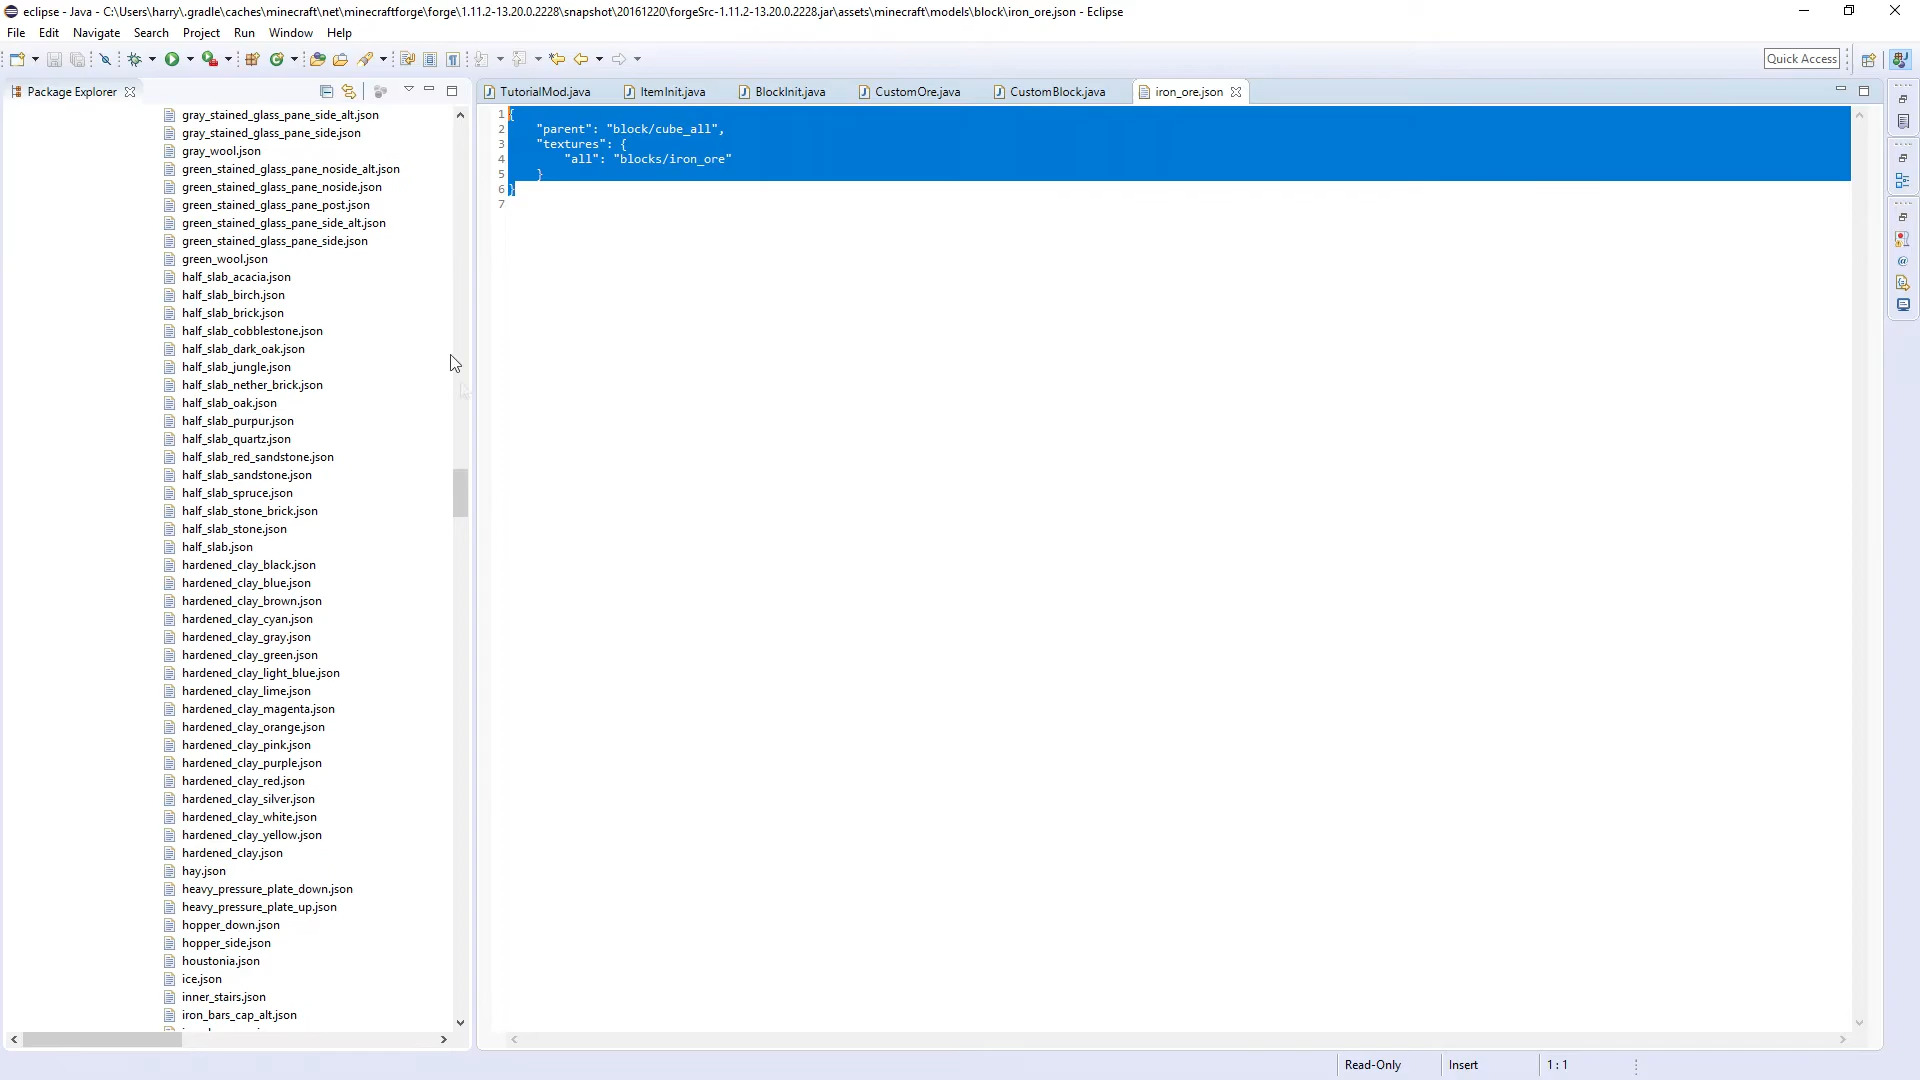 eclipse - Java - C:\Users\harry\.gradle\caches\minecraft\net\minecraftforge\forge\1.11.2-13.20.0.2228\snapshot\20161220\forgeSrc-1.11.2-13.20.0.2228.jar\assets\minecraft\models\block\iron_ore.json - Eclipse
File Edit Navigate Search Project Run Window Help
Quick Access
Package Explorer
gray_stained_glass_pane_side_alt.json
gray_stained_glass_pane_side.json
gray_wool.json
green_stained_glass_pane_noside_alt.json
green_stained_glass_pane_noside.json
green_stained_glass_pane_post.json
green_stained_glass_pane_side_alt.json
green_stained_glass_pane_side.json
green_wool.json
half_slab_acacia.json
half_slab_birch.json
half_slab_brick.json
half_slab_cobblestone.json
half_slab_dark_oak.json
half_slab_jungle.json
half_slab_nether_brick.json
half_slab_oak.json
half_slab_purpur.json
half_slab_quartz.json
half_slab_red_sandstone.json
half_slab_sandstone.json
half_slab_spruce.json
half_slab_stone_brick.json
half_slab_stone.json
half_slab.json
hardened_clay_black.json
hardened_clay_blue.json
hardened_clay_brown.json
hardened_clay_cyan.json
hardened_clay_gray.json
hardened_clay_green.json
hardened_clay_light_blue.json
hardened_clay_lime.json
hardened_clay_magenta.json
hardened_clay_orange.json
hardened_clay_pink.json
hardened_clay_purple.json
hardened_clay_red.json
hardened_clay_silver.json
hardened_clay_white.json
hardened_clay_yellow.json
hardened_clay.json
hay.json
heavy_pressure_plate_down.json
heavy_pressure_plate_up.json
hopper_down.json
hopper_side.json
houstonia.json
ice.json
inner_stairs.json
iron_bars_cap_alt.json
TutorialMod.java ItemInit.java BlockInit.java CustomOre.java CustomBlock.java iron_ore.json
1 {
2 "parent": "block/cube_all",
3 "textures": {
4 "all": "blocks/iron_ore"
5 }
6 }
7
Read-Only Insert 1 : 1